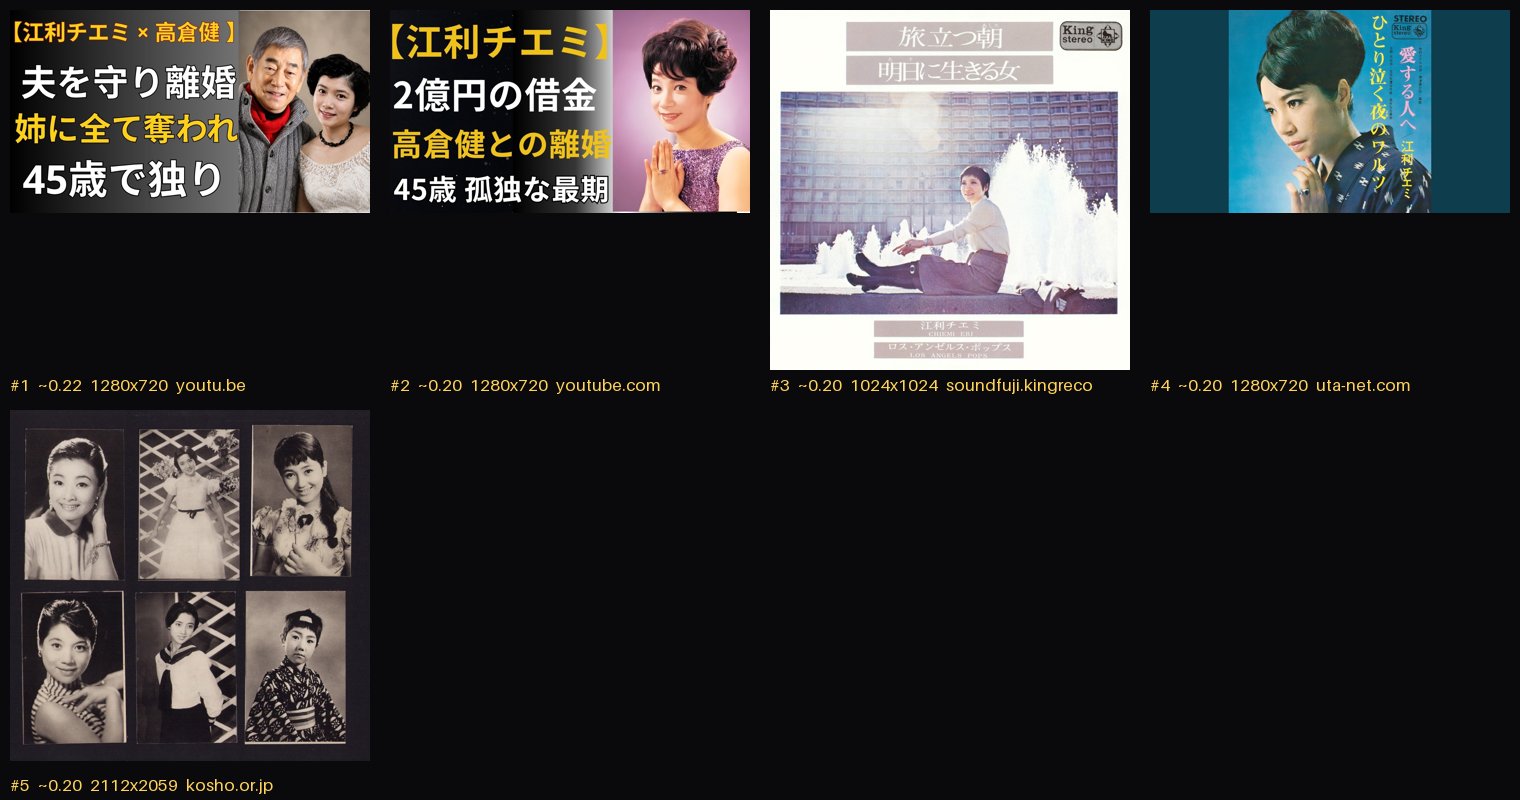 【江利チエミ × 高倉健 】
夫を守り離婚
姉に全て奪われ
45歳で独り
【江利チエミ】
2億円の借金
高倉健との離婚
45歳 孤独な最期
旅立つ朝
明日に生きる女
King
stereo
江利チエミ
CHIEMI ERI
ロス・アンゼルス・ポップス
LOS ANGELS POPS
STEREO
King
stereo
愛する人へ
江利チエミ
ひとり泣く夜のワルツ
#1 ~0.22 1280x720 youtu.be
#2 ~0.20 1280x720 youtube.com
#3 ~0.20 1024x1024 soundfuji.kingreco
#4 ~0.20 1280x720 uta-net.com
#5 ~0.20 2112x2059 kosho.or.jp